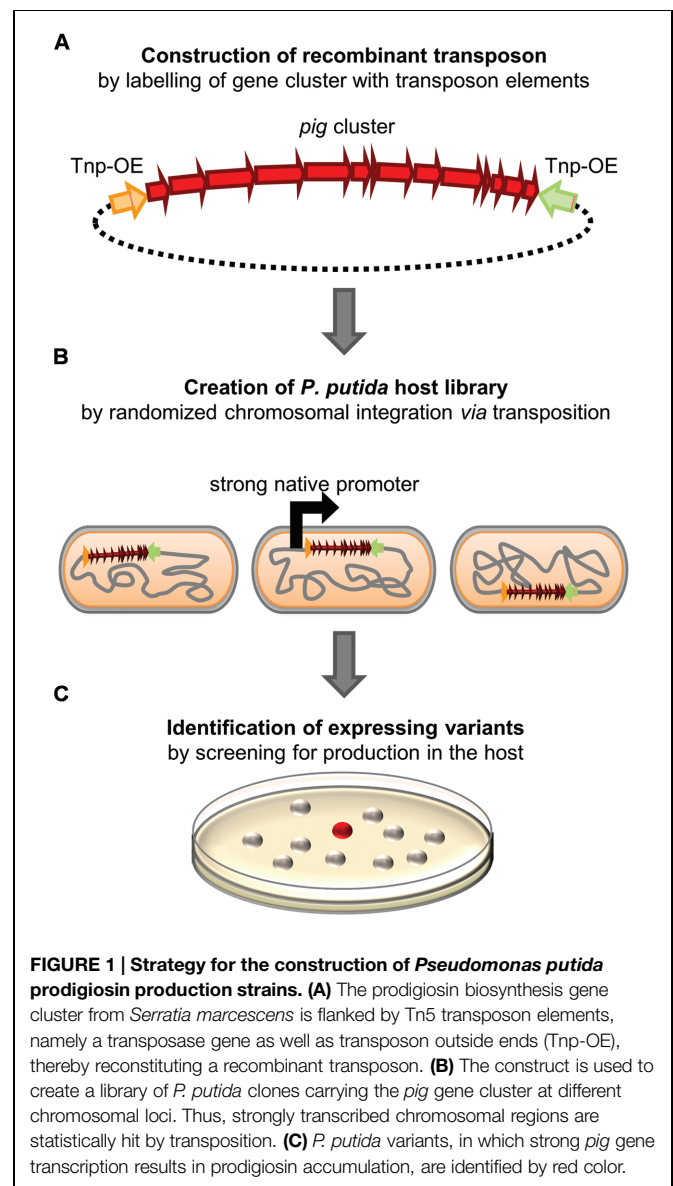 A
Construction of recombinant transposon
by labelling of gene cluster with transposon elements
pig cluster
Tnp-OE
Tnp-OE
B
Creation of P. putida host library
by randomized chromosomal integration via transposition
strong native promoter
C
Identification of expressing variants
by screening for production in the host
FIGURE 1 | Strategy for the construction of Pseudomonas putida
prodigiosin production strains. (A) The prodigiosin biosynthesis gene
cluster from Serratia marcescens is flanked by Tn5 transposon elements,
namely a transposase gene as well as transposon outside ends (Tnp-OE),
thereby reconstituting a recombinant transposon. (B) The construct is used to
create a library of P. putida clones carrying the pig gene cluster at different
chromosomal loci. Thus, strongly transcribed chromosomal regions are
statistically hit by transposition. (C) P. putida variants, in which strong pig gene
transcription results in prodigiosin accumulation, are identified by red color.